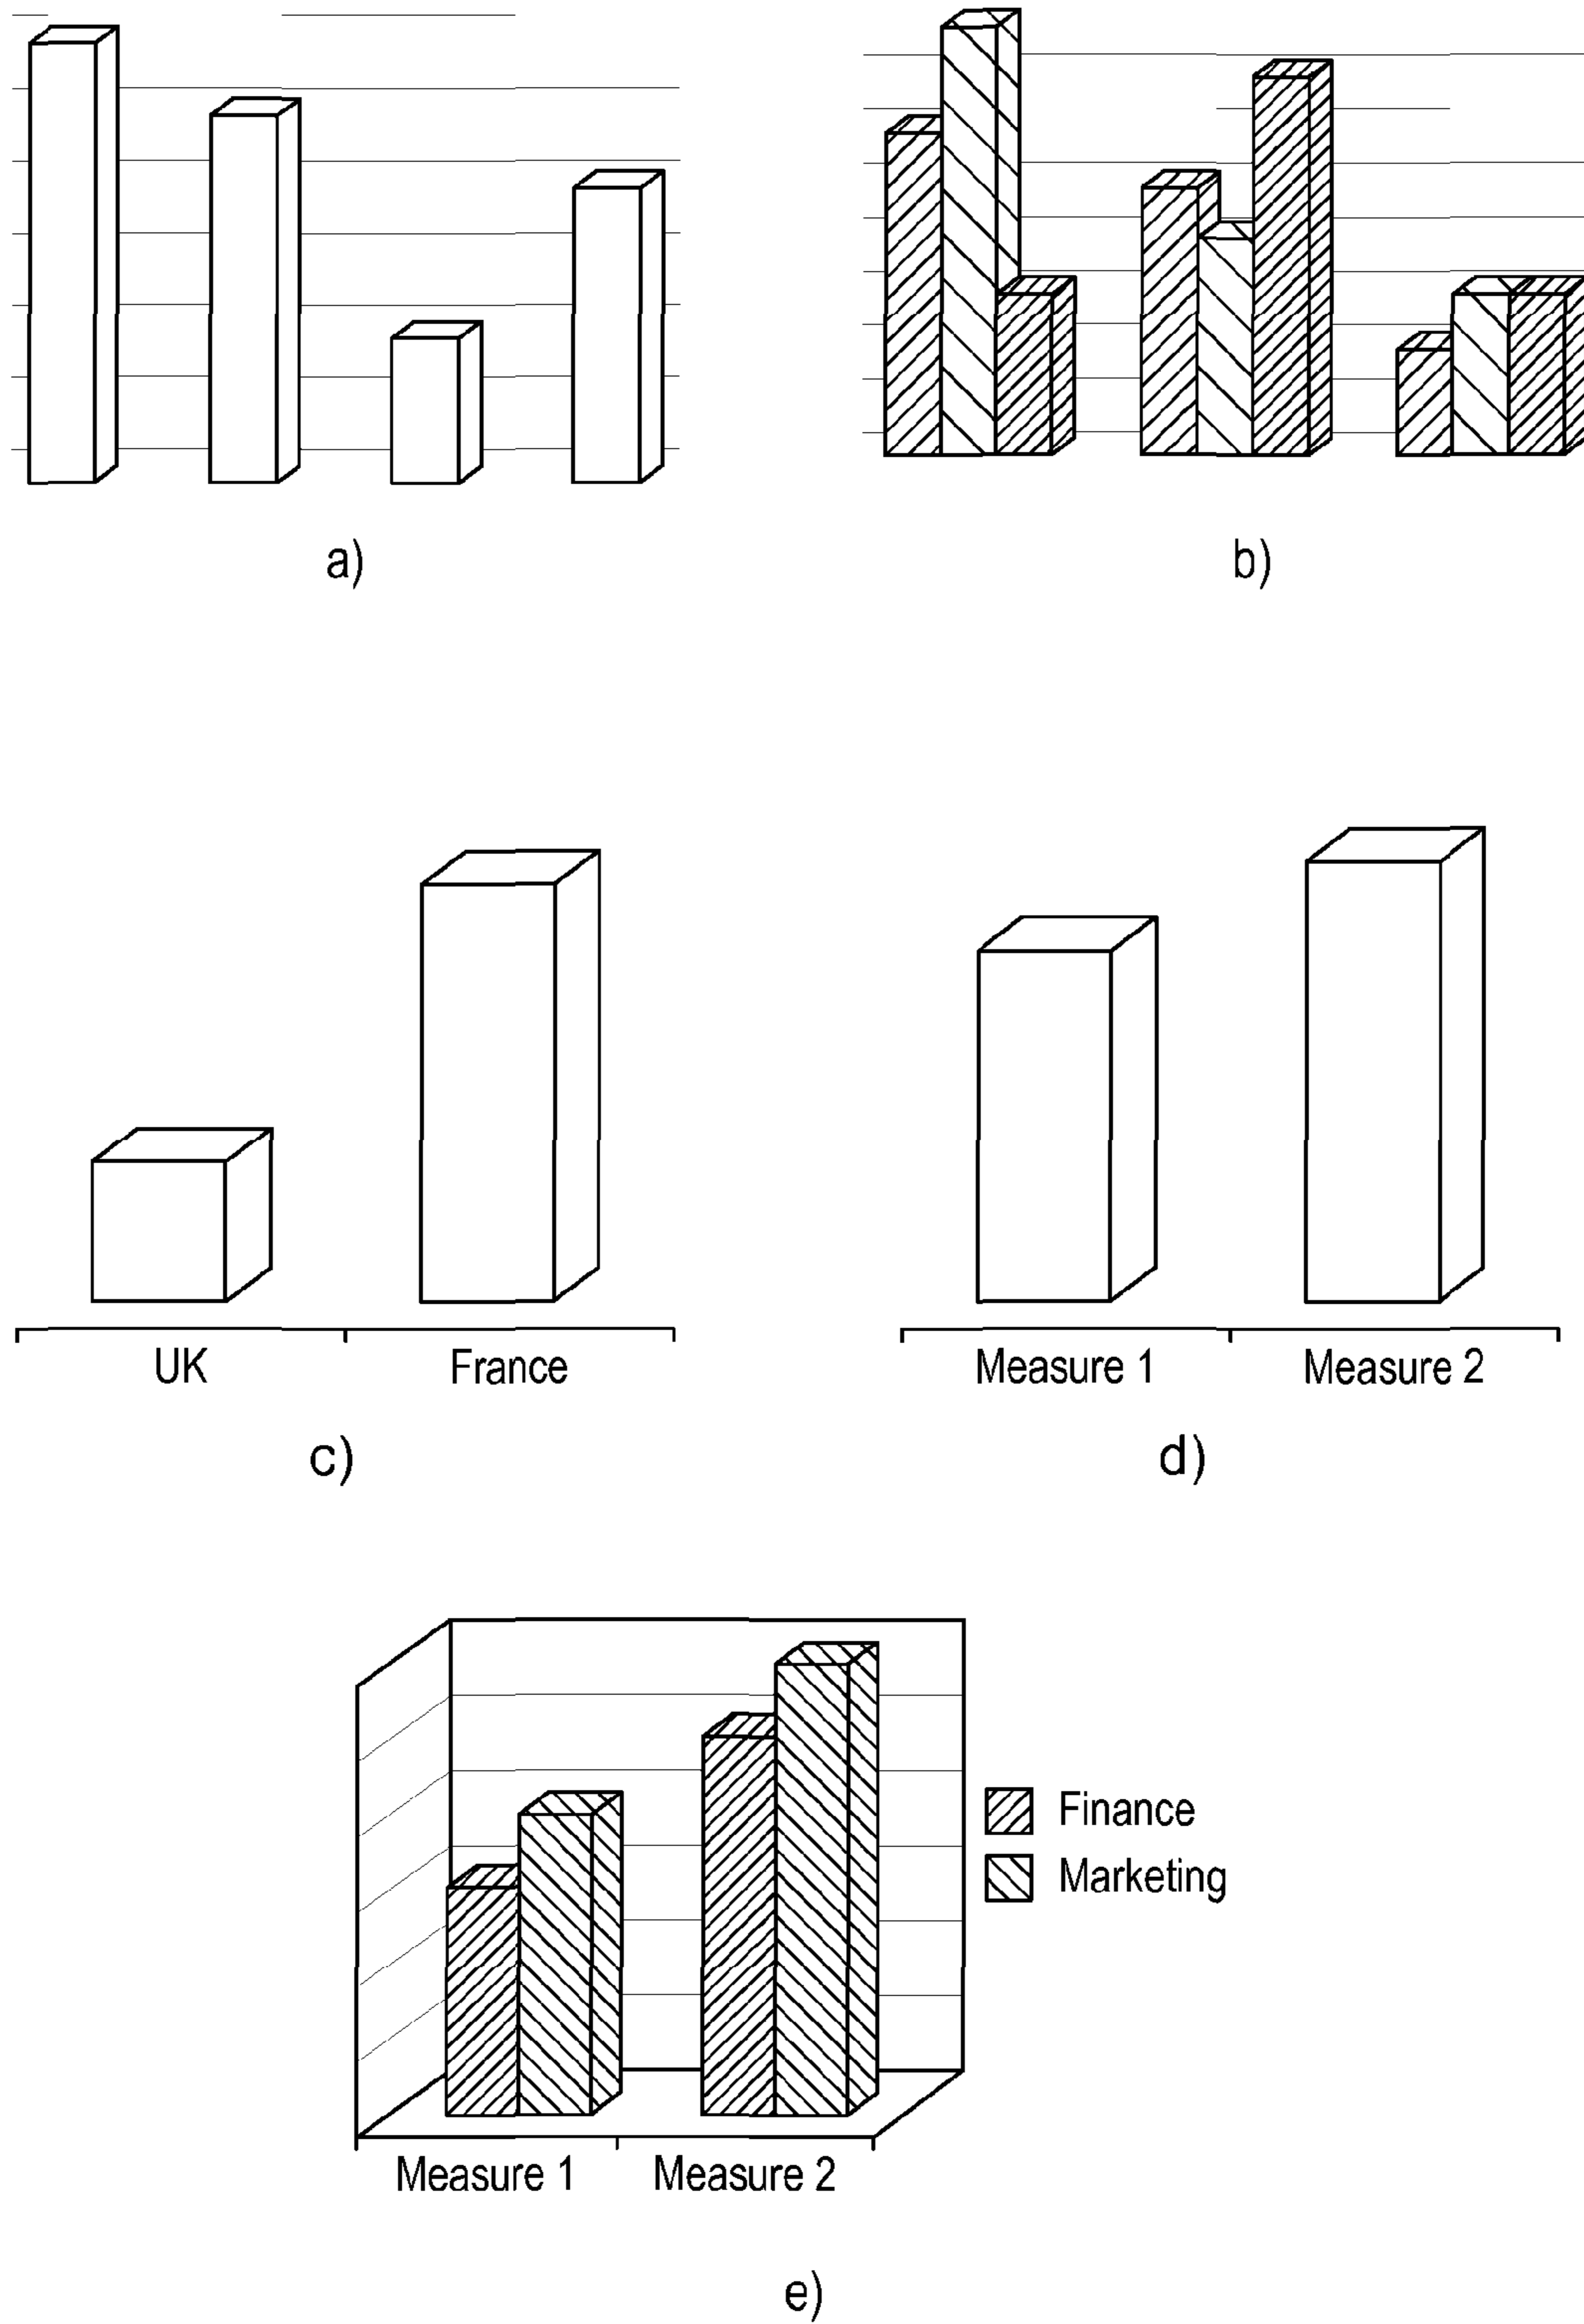 a)
b)
UK France
c)
Measure 1 Measure 2
d)
Finance
Marketing
Measure 1 Measure 2
e)